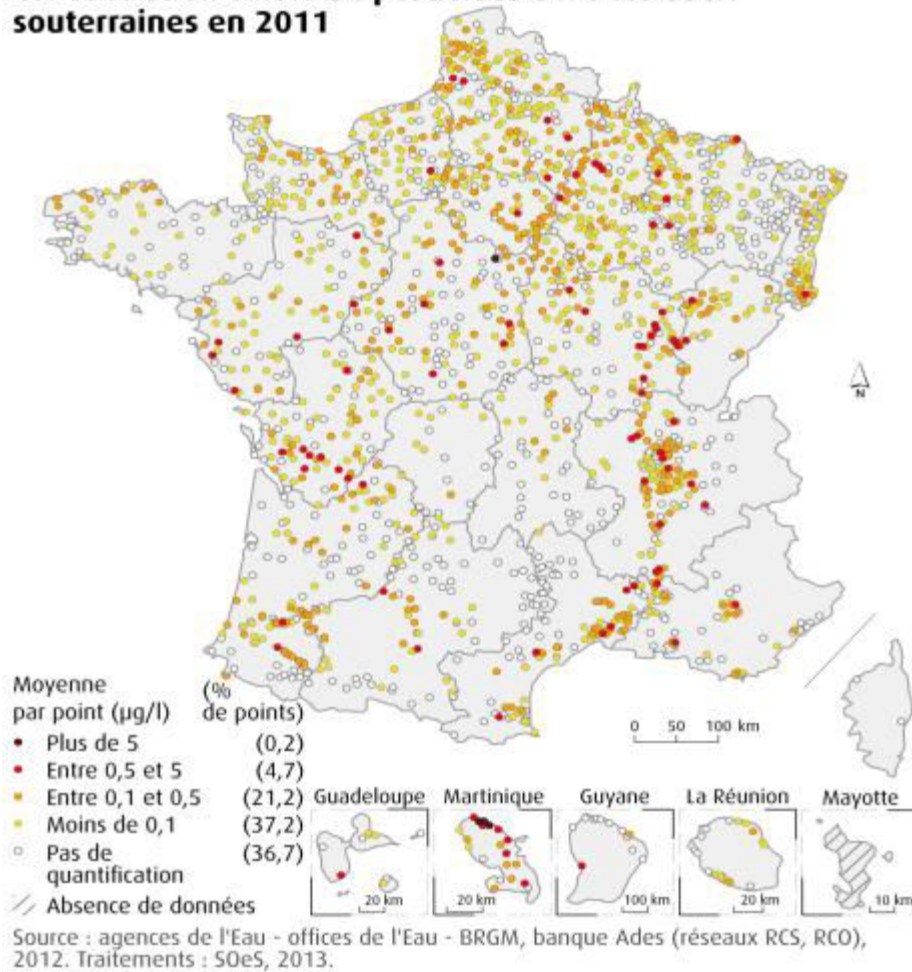 souterraines en 2011
N
Moyenne
par point (µg/l)
(%
de points)
Plus de 5 (0,2)
Entre 0,5 et 5 (4,7)
Entre 0,1 et 0,5 (21,2)
Moins de 0,1 (37,2)
Pas de
quantification (36,7)
Absence de données
0 50 100 km
Guadeloupe Martinique Guyane La Réunion Mayotte
20 km 20 km 100 km 20 km 10 km
Source : agences de l'Eau - offices de l'Eau - BRGM, banque Ades (réseaux RCS, RCO),
2012. Traitements : SOeS, 2013.